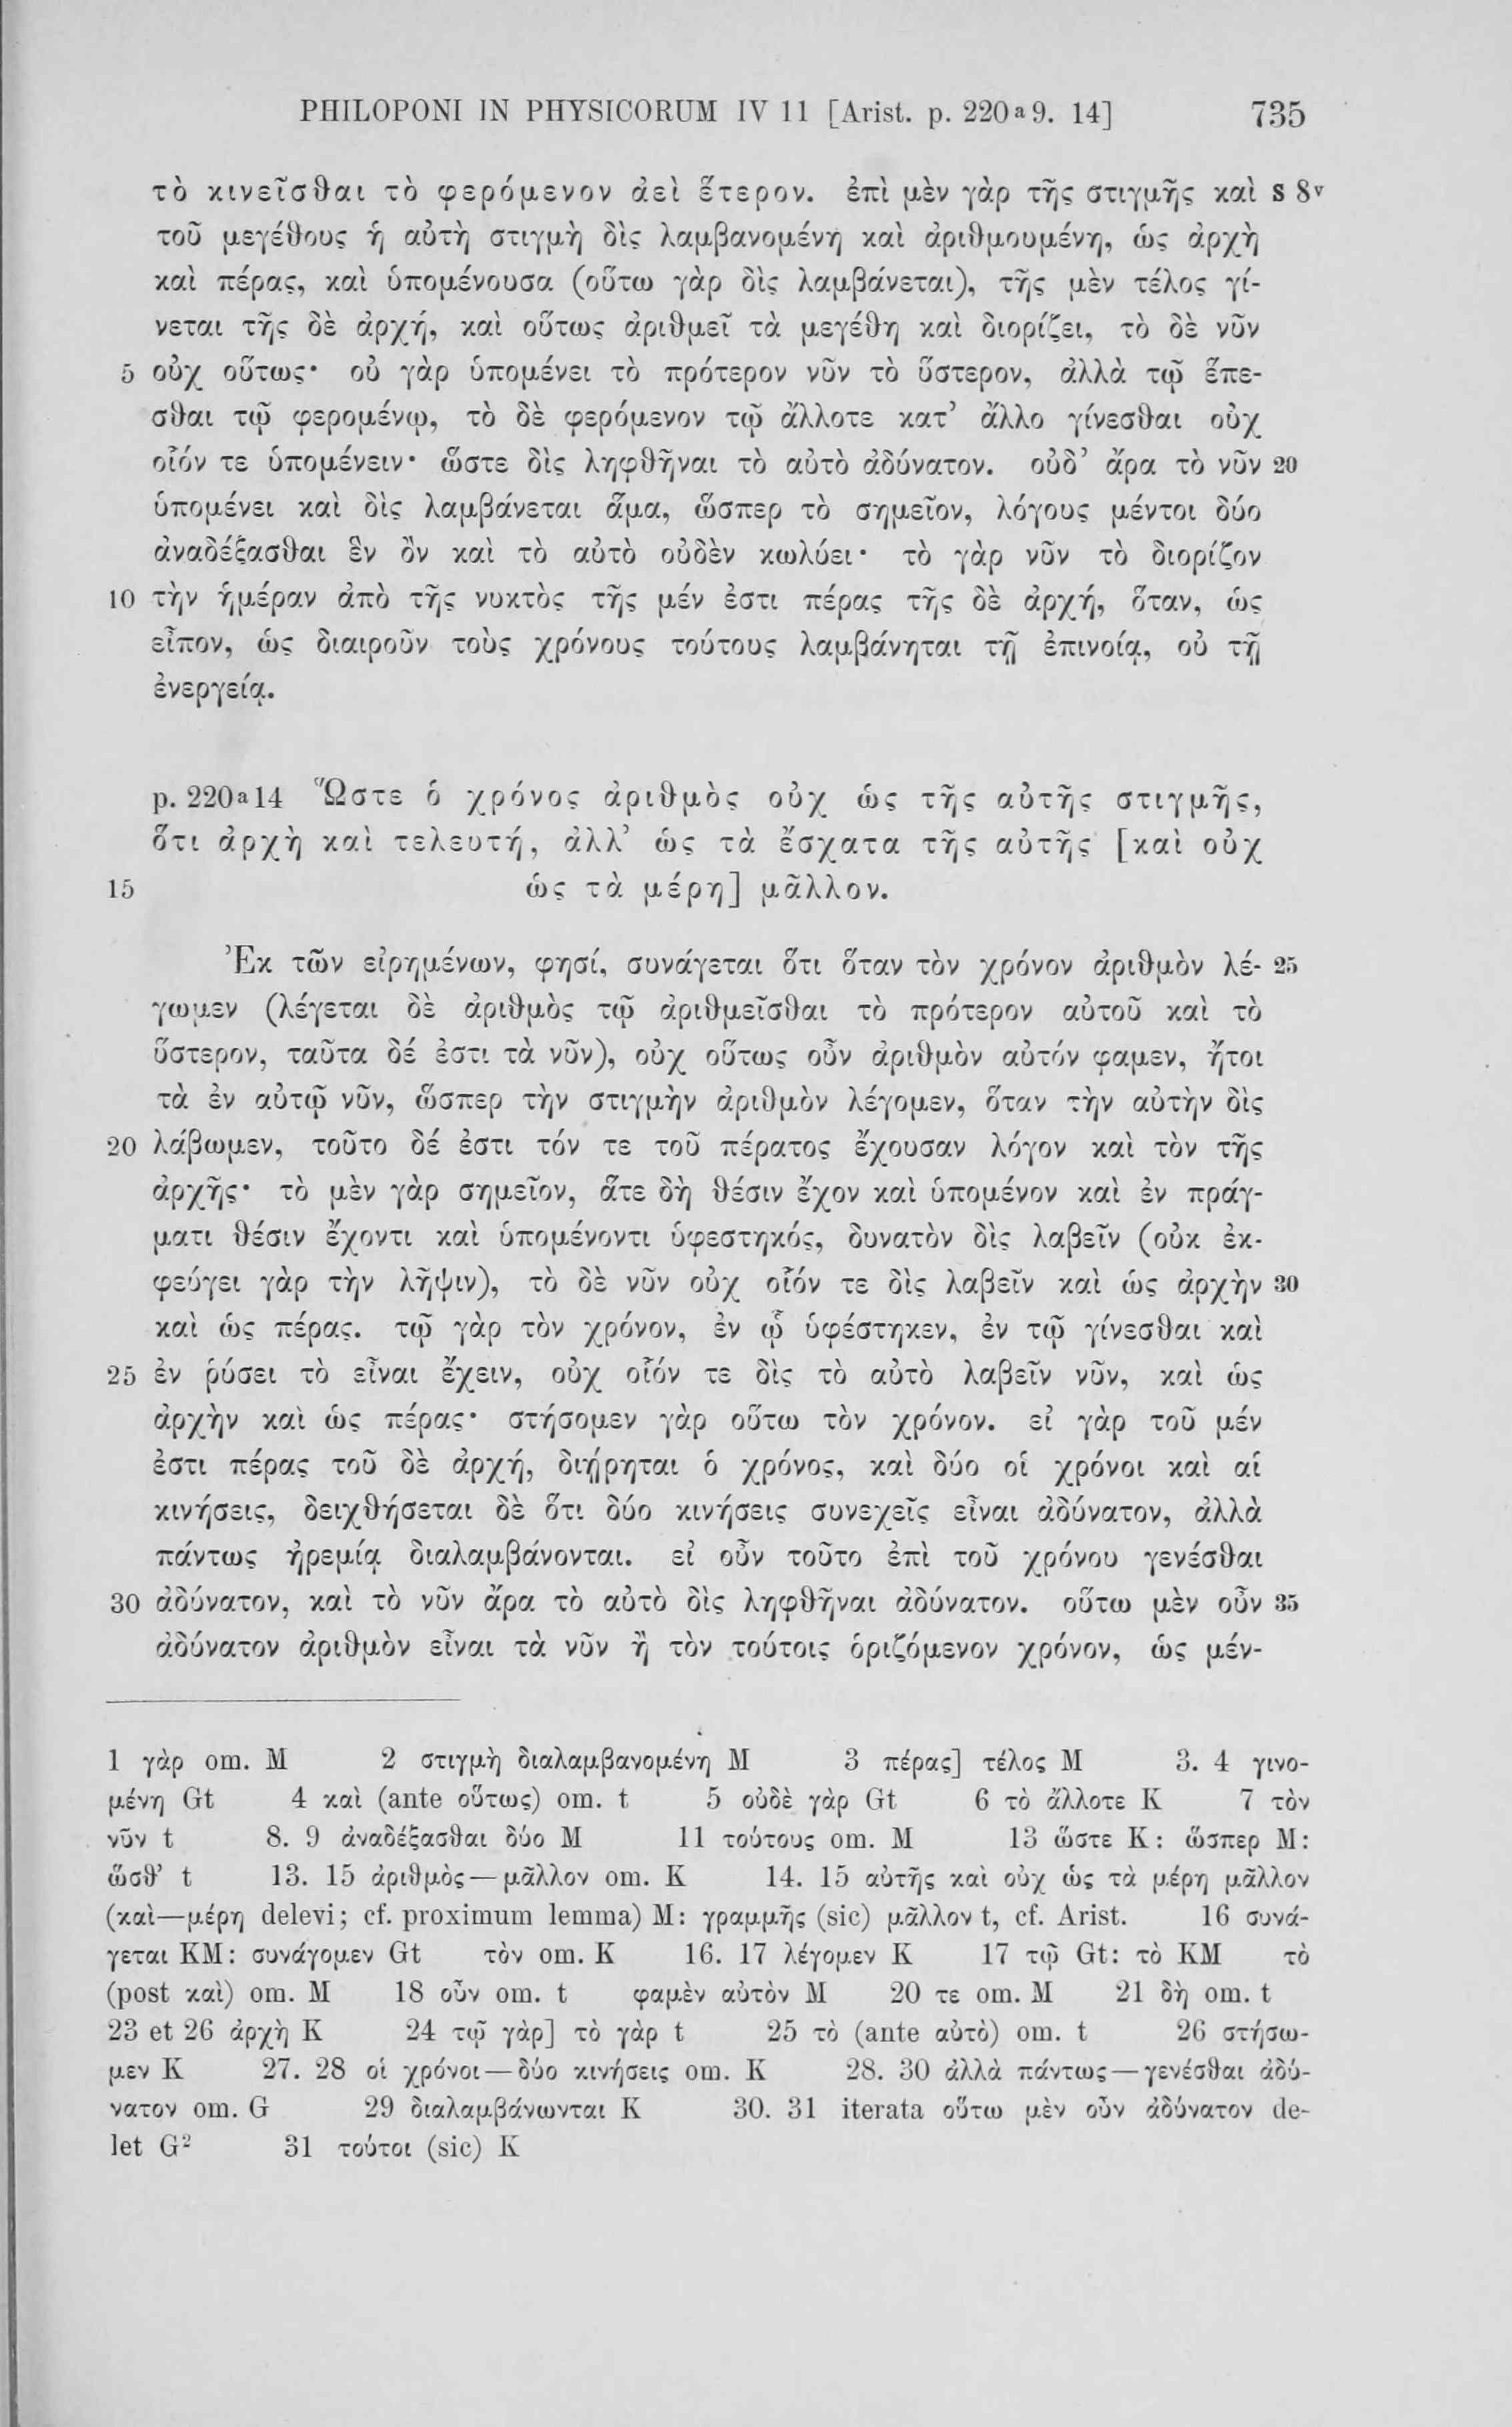 PHILOPONI IN PHYSICORUM IV 11 [Arist. p. 220a9. 14] 735
τὸ κινεῖσθαι τὸ φερόμενον ἀεὶ ἕτερον. ἐπὶ μὲν γὰρ τῆς στιγμῆς καὶ s 8v
τοῦ μεγέθους ἡ αὐτὴ στιγμὴ δὶς λαμβανομένη καὶ ἀριθμουμένη, ὡς ἀρχὴ
καὶ πέρας, καὶ ὑπομένουσα (οὕτω γὰρ δὶς λαμβάνεται), τῆς μὲν τέλος γί-
νεται τῆς δὲ ἀρχή, καὶ οὕτως ἀριθμεῖ τὰ μεγέθη καὶ διορίζει, τὸ δὲ νῦν
5 οὐχ οὕτως· οὐ γὰρ ὑπομένει τὸ πρότερον νῦν τὸ ὕστερον, ἀλλὰ τῷ ἕπε-
σθαι τῷ φερομένῳ, τὸ δὲ φερόμενον τῷ ἄλλοτε κατ’ ἄλλο γίνεσθαι οὐχ
οἷόν τε ὑπομένειν· ὥστε δὶς ληφθῆναι τὸ αὐτὸ ἀδύνατον. οὐδ’ ἄρα τὸ νῦν 20
ὑπομένει καὶ δὶς λαμβάνεται ἅμα, ὥσπερ τὸ σημεῖον, λόγους μέντοι δύο
ἀναδέξασθαι ἓν ὂν καὶ τὸ αὐτὸ οὐδὲν κωλύει· τὸ γὰρ νῦν τὸ διορίζον
10 τὴν ἡμέραν ἀπὸ τῆς νυκτὸς τῆς μέν ἐστι πέρας τῆς δὲ ἀρχή, ὅταν, ὡς
εἶπον, ὡς διαιροῦν τοὺς χρόνους τούτους λαμβάνηται τῇ ἐπινοίᾳ, οὐ τῇ
ἐνεργείᾳ.
p. 220a14 Ὥστε ὁ χρόνος ἀριθμὸς οὐχ ὡς τῆς αὐτῆς στιγμῆς,
ὅτι ἀρχὴ καὶ τελευτή, ἀλλ’ ὡς τὰ ἔσχατα τῆς αὐτῆς [καὶ οὐχ
15 ὡς τὰ μέρη] μᾶλλον.
Ἐκ τῶν εἰρημένων, φησί, συνάγεται ὅτι ὅταν τὸν χρόνον ἀριθμὸν λέ- 25
γωμεν (λέγεται δὲ ἀριθμὸς τῷ ἀριθμεῖσθαι τὸ πρότερον αὐτοῦ καὶ τὸ
ὕστερον, ταῦτα δέ ἐστι τὰ νῦν), οὐχ οὕτως οὖν ἀριθμὸν αὐτόν φαμεν, ἤτοι
τὰ ἐν αὐτῷ νῦν, ὥσπερ τὴν στιγμὴν ἀριθμὸν λέγομεν, ὅταν τὴν αὐτὴν δὶς
20 λάβωμεν, τοῦτο δέ ἐστι τόν τε τοῦ πέρατος ἔχουσαν λόγον καὶ τὸν τῆς
ἀρχῆς· τὸ μὲν γὰρ σημεῖον, ἅτε δὴ θέσιν ἔχον καὶ ὑπομένον καὶ ἐν πράγ-
ματι θέσιν ἔχοντι καὶ ὑπομένοντι ὑφεστηκός, δυνατὸν δὶς λαβεῖν (οὐκ ἐκ-
φεύγει γὰρ τὴν λῆψιν), τὸ δὲ νῦν οὐχ οἷόν τε δὶς λαβεῖν καὶ ὡς ἀρχὴν 30
καὶ ὡς πέρας. τῷ γὰρ τὸν χρόνον, ἐν ᾧ ὑφέστηκεν, ἐν τῷ γίνεσθαι καὶ
25 ἐν ῥύσει τὸ εἶναι ἔχειν, οὐχ οἷόν τε δὶς τὸ αὐτὸ λαβεῖν νῦν, καὶ ὡς
ἀρχὴν καὶ ὡς πέρας· στήσομεν γὰρ οὕτω τὸν χρόνον. εἰ γὰρ τοῦ μέν
ἐστι πέρας τοῦ δὲ ἀρχή, διῄρηται ὁ χρόνος, καὶ δύο οἱ χρόνοι καὶ αἱ
κινήσεις, δειχθήσεται δὲ ὅτι δύο κινήσεις συνεχεῖς εἶναι ἀδύνατον, ἀλλὰ
πάντως ἠρεμίᾳ διαλαμβάνονται. εἰ οὖν τοῦτο ἐπὶ τοῦ χρόνου γενέσθαι
30 ἀδύνατον, καὶ τὸ νῦν ἄρα τὸ αὐτὸ δὶς ληφθῆναι ἀδύνατον. οὕτω μὲν οὖν 35
ἀδύνατον ἀριθμὸν εἶναι τὰ νῦν ἢ τὸν τούτοις ὁριζόμενον χρόνον, ὡς μέν-
1 γὰρ om. M 2 στιγμὴ διαλαμβανομένη M 3 πέρας] τέλος M 3. 4 γινο-
μένη Gt 4 καὶ (ante οὕτως) om. t 5 οὐδὲ γὰρ Gt 6 τὸ ἄλλοτε K 7 τὸν
νῦν t 8. 9 ἀναδέξασθαι δύο M 11 τούτους om. M 13 ὥστε K: ὥσπερ M:
ὥσθ’ t 13. 15 ἀριθμὸς—μᾶλλον om. K 14. 15 αὐτῆς καὶ οὐχ ὡς τὰ μέρη μᾶλλον
(καὶ—μέρη delevi; cf. proximum lemma) M: γραμμῆς (sic) μᾶλλον t, cf. Arist. 16 συνά-
γεται KM: συνάγομεν Gt τὸν om. K 16. 17 λέγομεν K 17 τῷ Gt: τὸ KM τὸ
(post καὶ) om. M 18 οὖν om. t φαμὲν αὐτὸν M 20 τε om. M 21 δὴ om. t
23 et 26 ἀρχὴ K 24 τῷ γὰρ] τὸ γὰρ t 25 τὸ (ante αὐτὸ) om. t 26 στήσω-
μεν K 27. 28 οἱ χρόνοι—δύο κινήσεις om. K 28. 30 ἀλλὰ πάντως—γενέσθαι ἀδύ-
νατον om. G 29 διαλαμβάνωνται K 30. 31 iterata οὕτω μὲν οὖν ἀδύνατον de-
let G² 31 τούτοι (sic) K